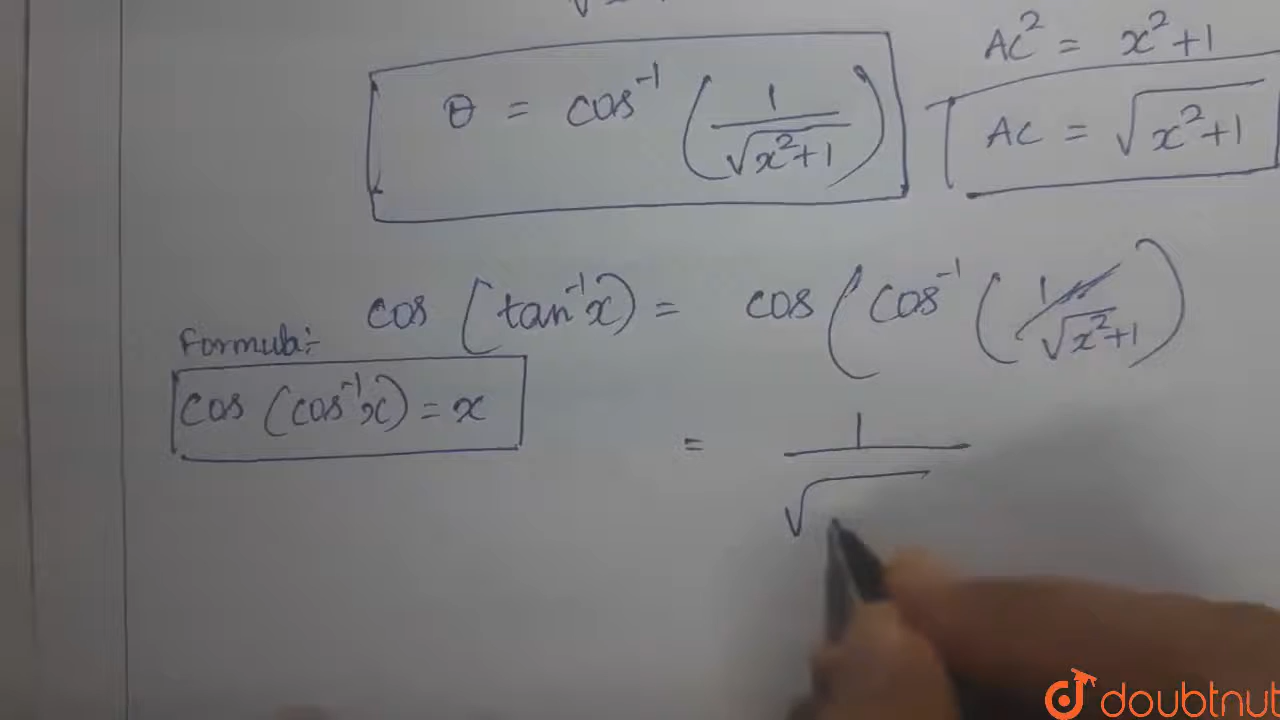 AC² = x²+1
θ = cos⁻¹ (1/√(x²+1))
AC = √(x²+1)
cos (tan⁻¹x) = cos (cos⁻¹ (1/√(x²+1))
Formula:-
cos (cos⁻¹x) = x
= 1/√
doubtnut